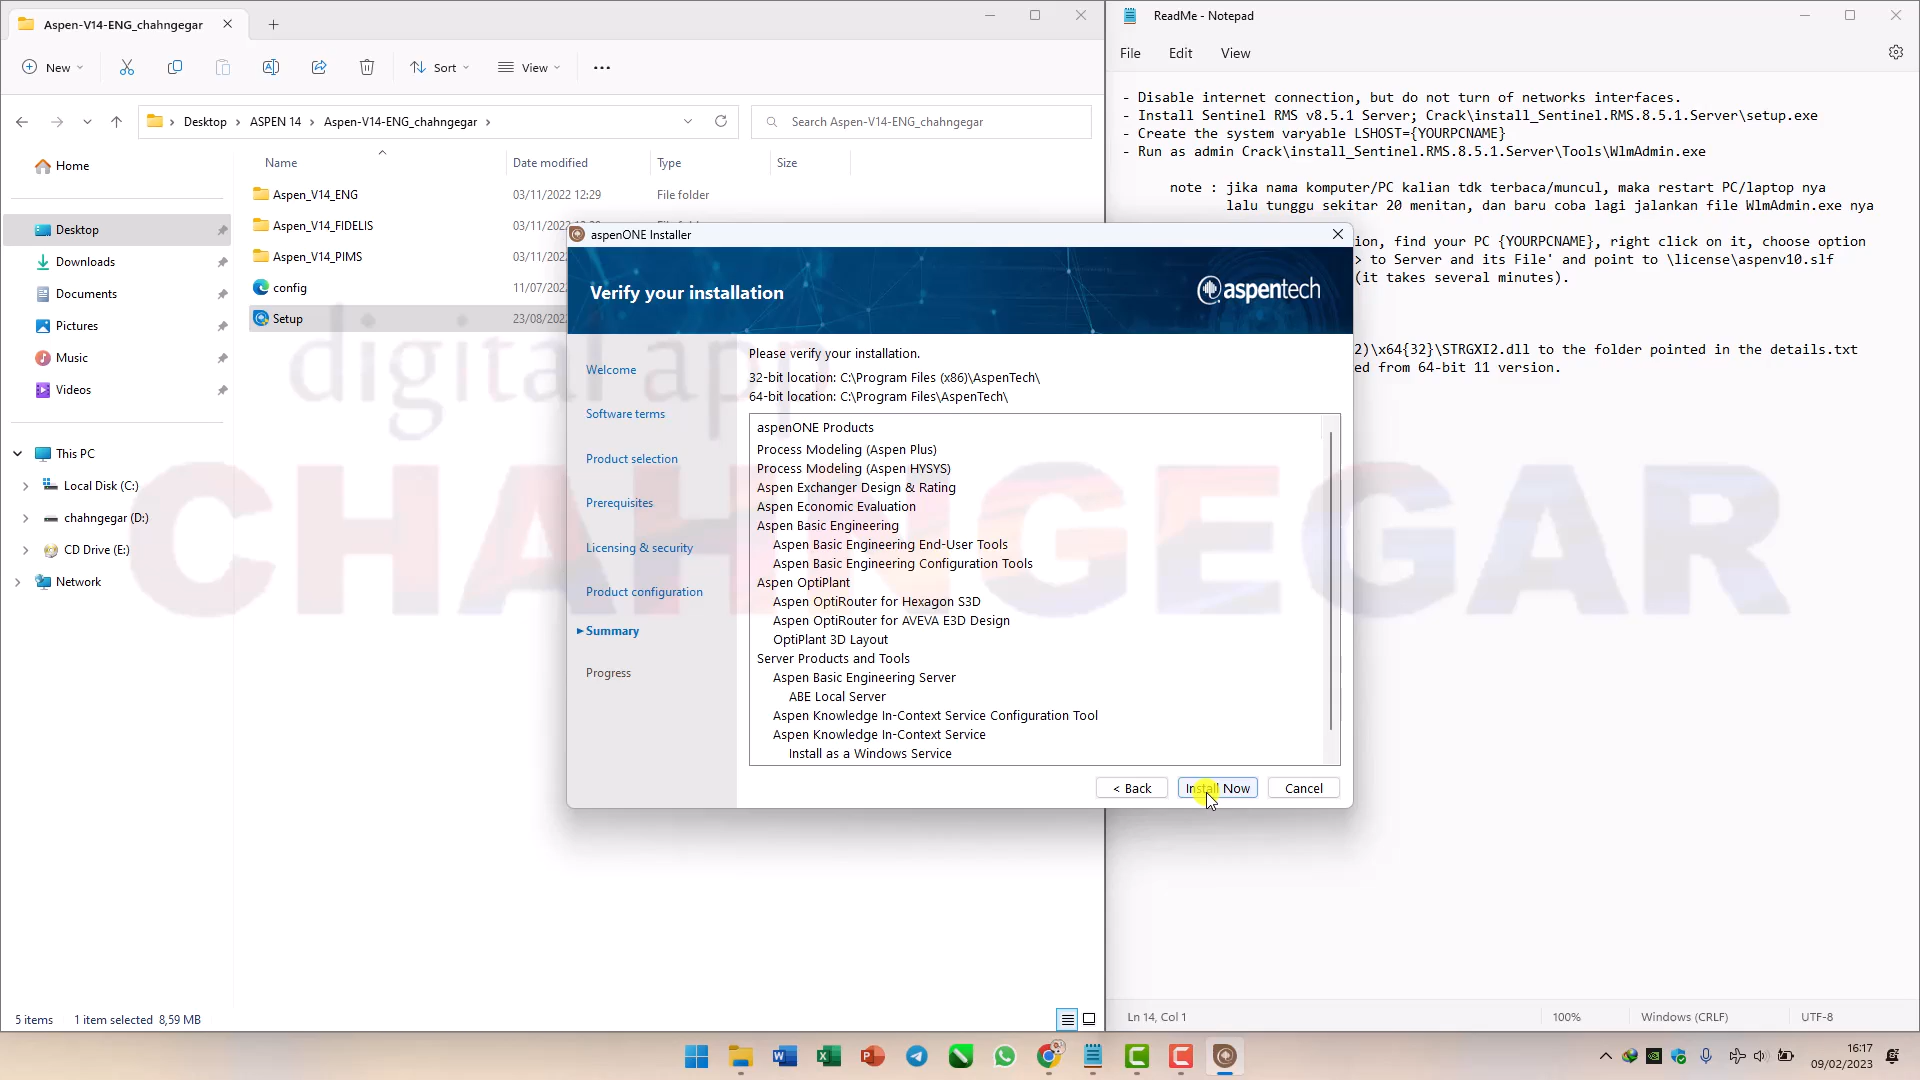 Aspen-V14-ENG_chahngegar
New
Sort
View
Desktop
ASPEN 14
Aspen-V14-ENG_chahngegar
Search Aspen-V14-ENG_chahngegar
Name
Date modified
Type
Size
Home
Desktop
Downloads
Documents
Pictures
Music
Videos
This PC
Local Disk (C:)
chahngegar (D:)
CD Drive (E:)
Network
Aspen_V14_ENG 03/11/2022 12:29 File folder
Aspen_V14_FIDELIS
Aspen_V14_PIMS
config
Setup
5 items 1 item selected 8,59 MB
ReadMe - Notepad
File Edit View
- Disable internet connection, but do not turn of networks interfaces.
- Install Sentinel RMS v8.5.1 Server; Crack\install_Sentinel.RMS.8.5.1.Server\setup.exe
- Create the system varyable LSHOST={YOURPCNAME}
- Run as admin Crack\install_Sentinel.RMS.8.5.1.Server\Tools\WlmAdmin.exe
note : jika nama komputer/PC kalian tdk terbaca/muncul, maka restart PC/laptop nya
lalu tunggu sekitar 20 menitan, dan baru coba lagi jalankan file WlmAdmin.exe nya
ion, find your PC {YOURPCNAME}, right click on it, choose option
> to Server and its File' and point to \license\aspenv10.slf
(it takes several minutes).
2)\x64{32}\STRGXI2.dll to the folder pointed in the details.txt
ed from 64-bit 11 version.
Ln 14, Col 1
100%
Windows (CRLF)
UTF-8
aspenONE Installer
Verify your installation
aspentech
Welcome
Software terms
Product selection
Prerequisites
Licensing & security
Product configuration
Summary
Progress
Please verify your installation.
32-bit location: C:\Program Files (x86)\AspenTech\
64-bit location: C:\Program Files\AspenTech\
aspenONE Products
Process Modeling (Aspen Plus)
Process Modeling (Aspen HYSYS)
Aspen Exchanger Design & Rating
Aspen Economic Evaluation
Aspen Basic Engineering
Aspen Basic Engineering End-User Tools
Aspen Basic Engineering Configuration Tools
Aspen OptiPlant
Aspen OptiRouter for Hexagon S3D
Aspen OptiRouter for AVEVA E3D Design
OptiPlant 3D Layout
Server Products and Tools
Aspen Basic Engineering Server
ABE Local Server
Aspen Knowledge In-Context Service Configuration Tool
Aspen Knowledge In-Context Service
Install as a Windows Service
< Back
Install Now
Cancel
digital app
CHAHNGEGAR
16:17
09/02/2023